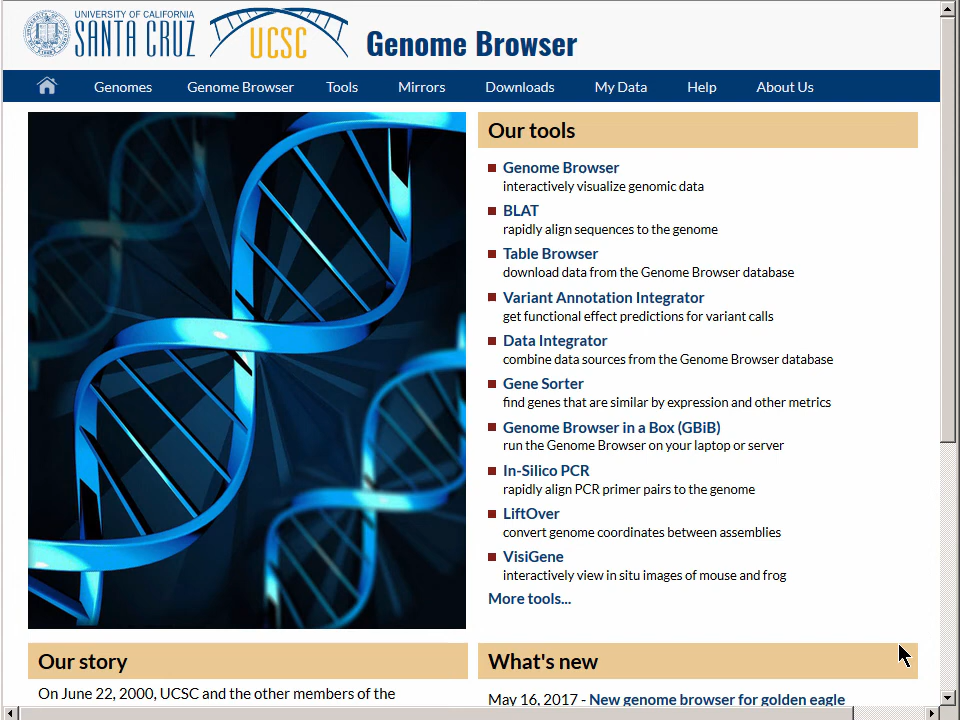 UNIVERSITY OF CALIFORNIA
SANTA CRUZ
UCSC
Genome Browser
Genomes Genome Browser Tools Mirrors Downloads My Data Help About Us
Our tools
Genome Browser
interactively visualize genomic data
BLAT
rapidly align sequences to the genome
Table Browser
download data from the Genome Browser database
Variant Annotation Integrator
get functional effect predictions for variant calls
Data Integrator
combine data sources from the Genome Browser database
Gene Sorter
find genes that are similar by expression and other metrics
Genome Browser in a Box (GBiB)
run the Genome Browser on your laptop or server
In-Silico PCR
rapidly align PCR primer pairs to the genome
LiftOver
convert genome coordinates between assemblies
VisiGene
interactively view in situ images of mouse and frog
More tools...
Our story
On June 22, 2000, UCSC and the other members of the
What's new
May 16, 2017 - New genome browser for golden eagle